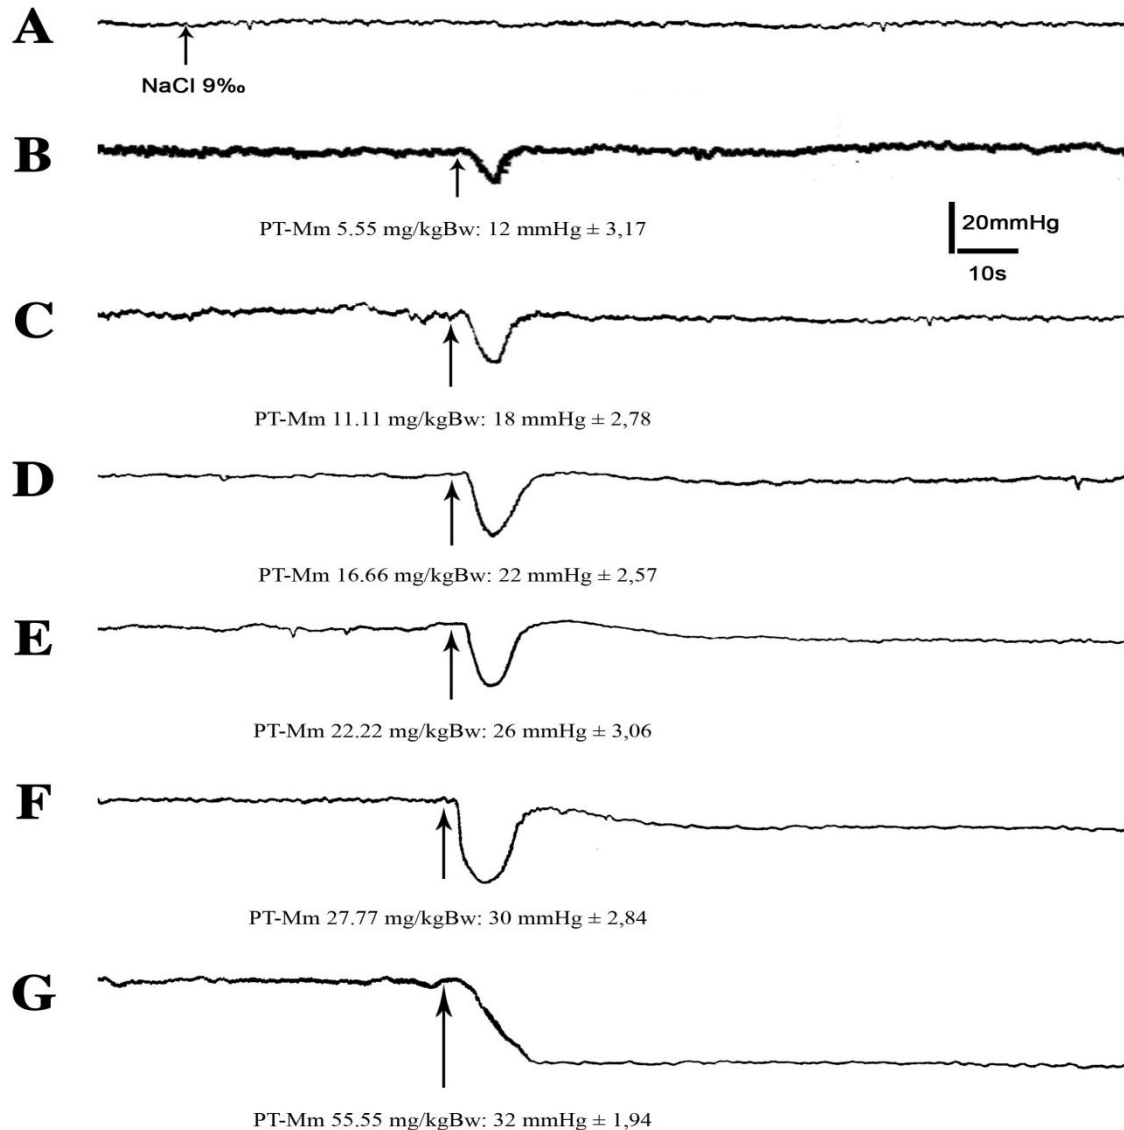 A
NaCl 9‰
B
PT-Mm 5.55 mg/kgBw: 12 mmHg ± 3,17
20mmHg
10s
C
PT-Mm 11.11 mg/kgBw: 18 mmHg ± 2,78
D
PT-Mm 16.66 mg/kgBw: 22 mmHg ± 2,57
E
PT-Mm 22.22 mg/kgBw: 26 mmHg ± 3,06
F
PT-Mm 27.77 mg/kgBw: 30 mmHg ± 2,84
G
PT-Mm 55.55 mg/kgBw: 32 mmHg ± 1,94